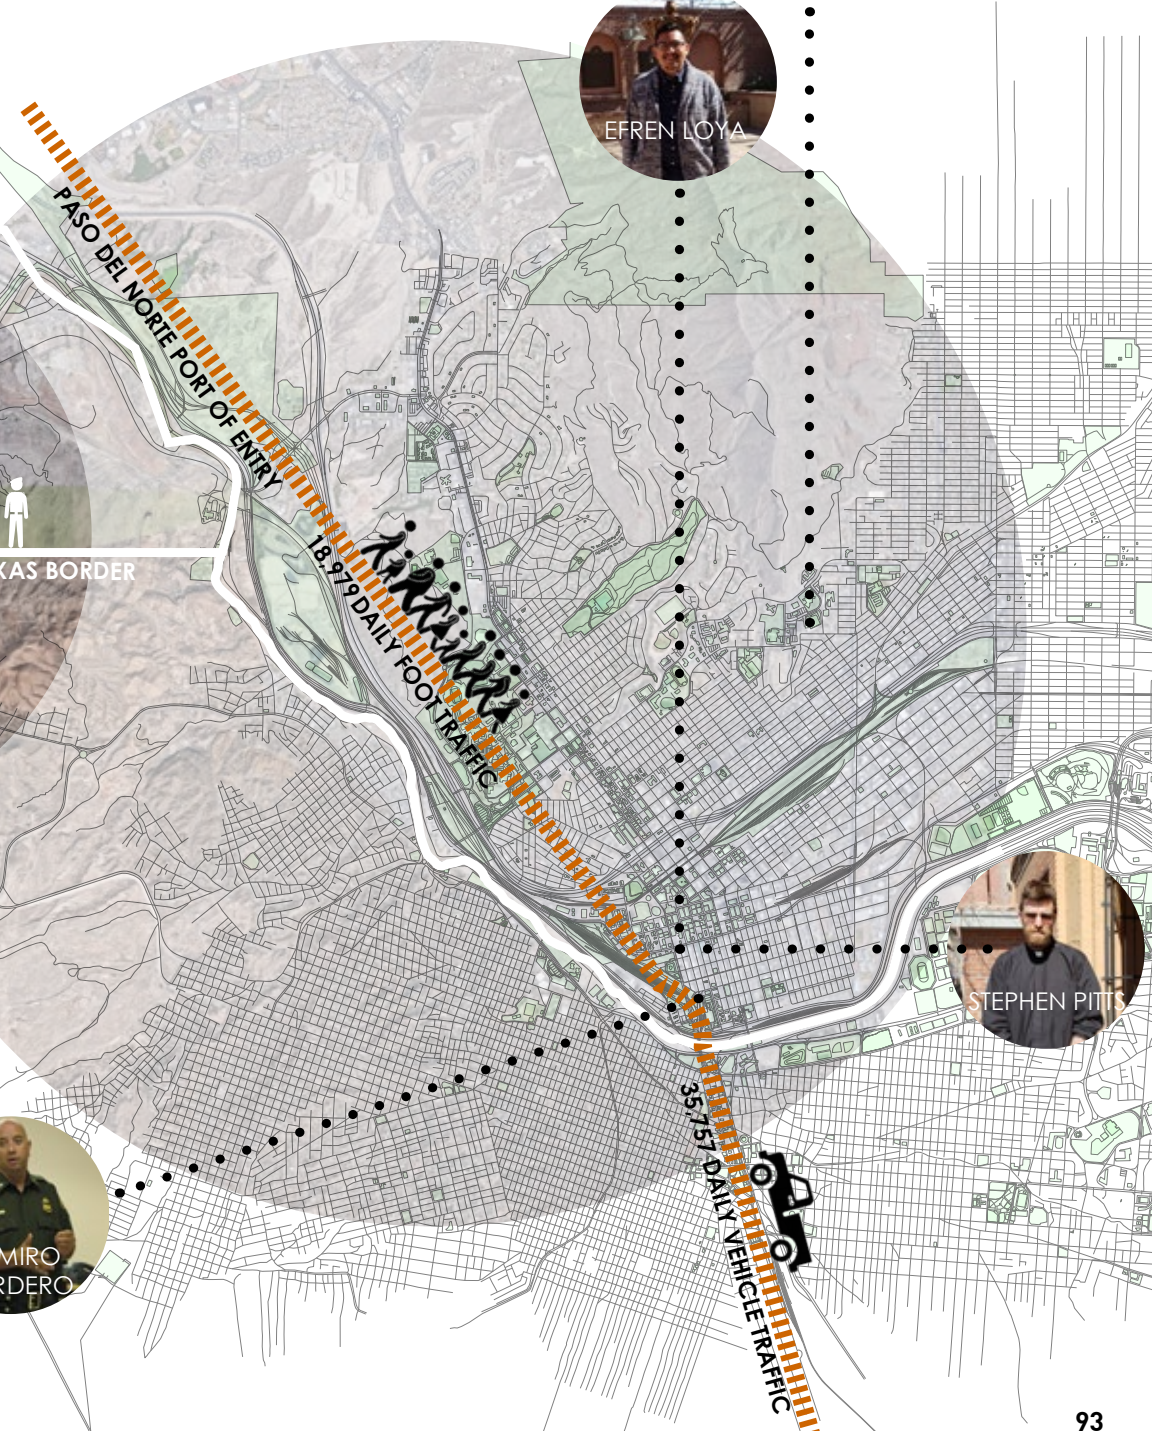 EFREN LOYA
PASO DEL NORTE PORT OF ENTRY
18,979 DAILY FOOT TRAFFIC
XAS BORDER
STEPHEN PITTS
35,757 DAILY VEHICLE TRAFFIC
MIRO
RDERO
93